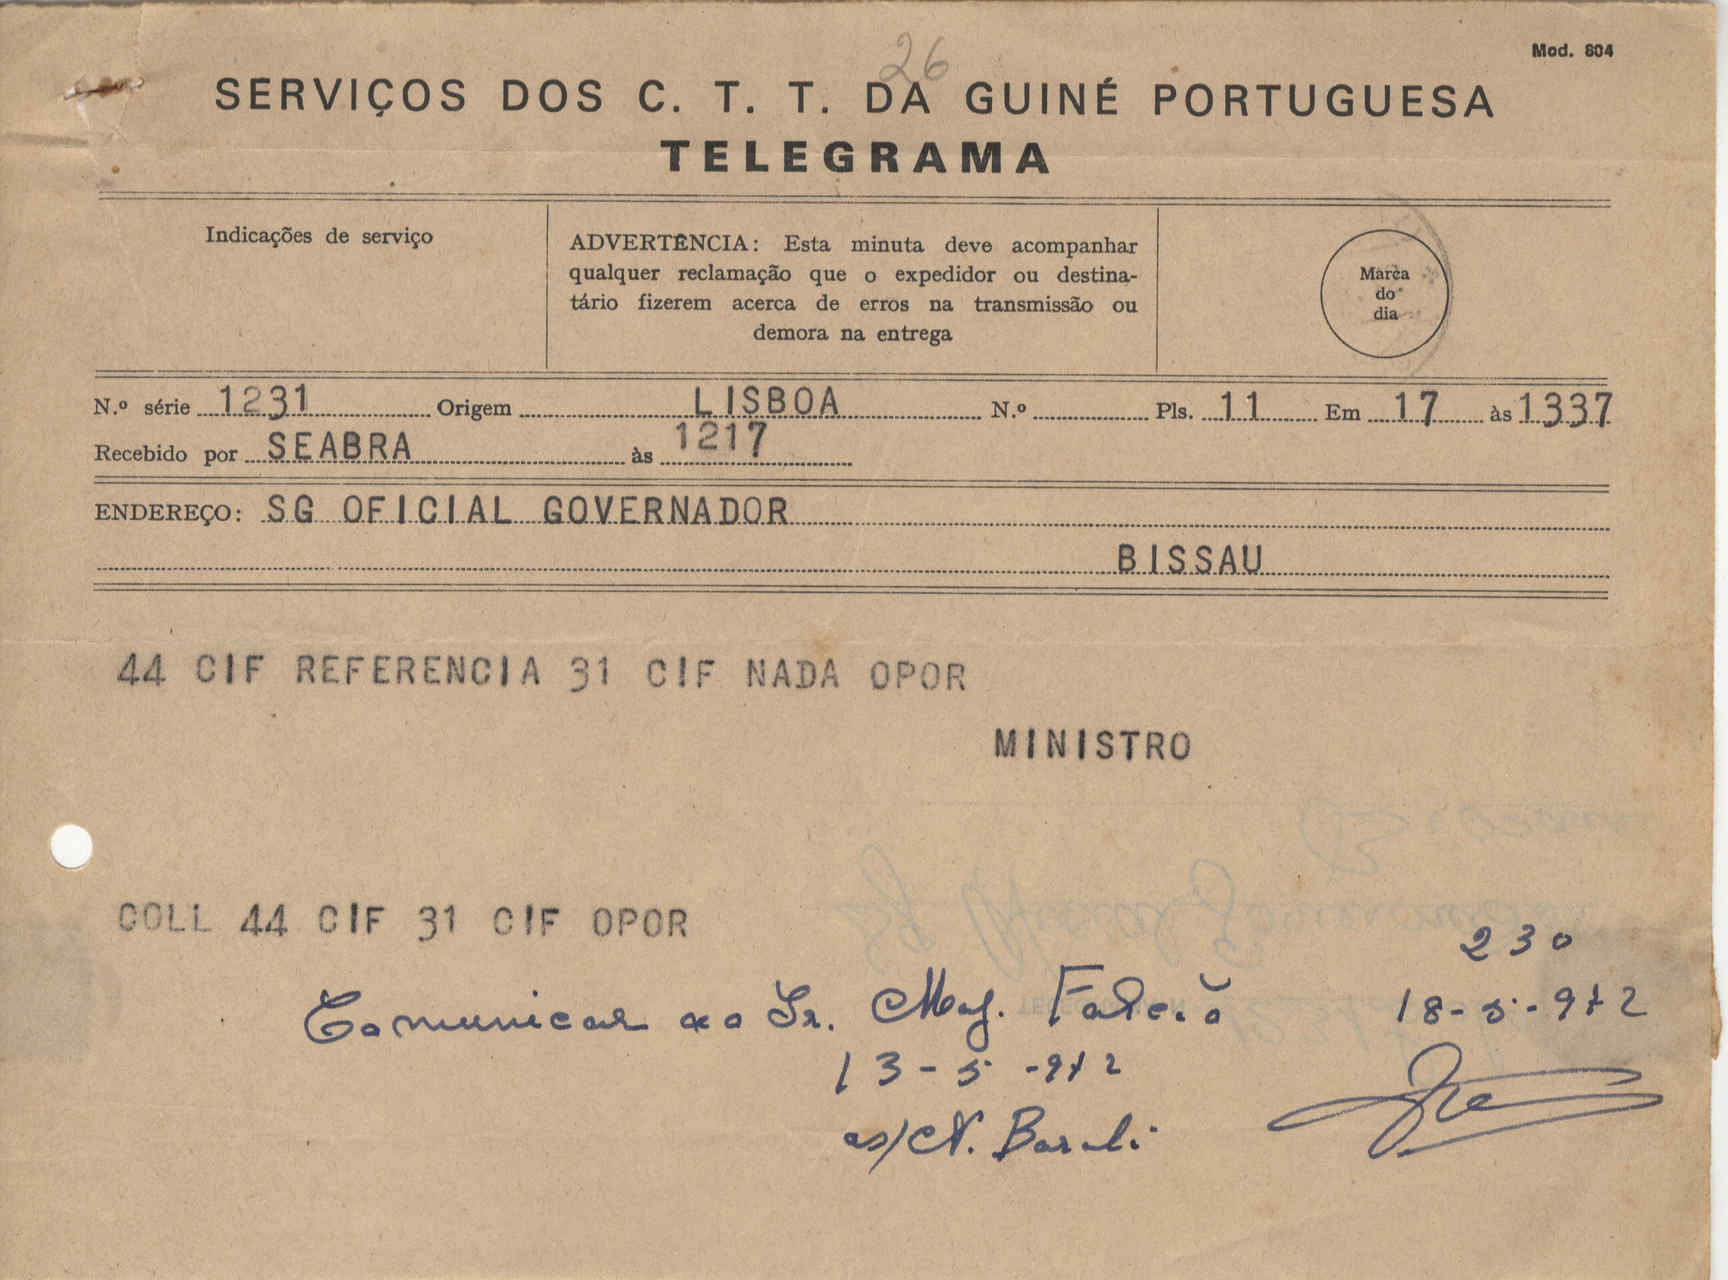 26
Mod. 804
SERVIÇOS DOS C. T. T. DA GUINÉ PORTUGUESA
TELEGRAMA
Indicações de serviço
ADVERTÊNCIA: Esta minuta deve acompanhar
qualquer reclamação que o expedidor ou destina-
tário fizerem acerca de erros na transmissão ou
demora na entrega
Marca
do
dia
N.º série 1231 Origem LISBOA N.º Pls. 11 Em 17 às 1337
Recebido por SEABRA às 1217
ENDEREÇO: SG OFICIAL GOVERNADOR
BISSAU
44 CIF REFERENCIA 31 CIF NADA OPOR
MINISTRO
COLL 44 CIF 31 CIF OPOR
230
Comunicar ao Sr. Maj. Falcão 18-5-972
13-5-972
as/ N.